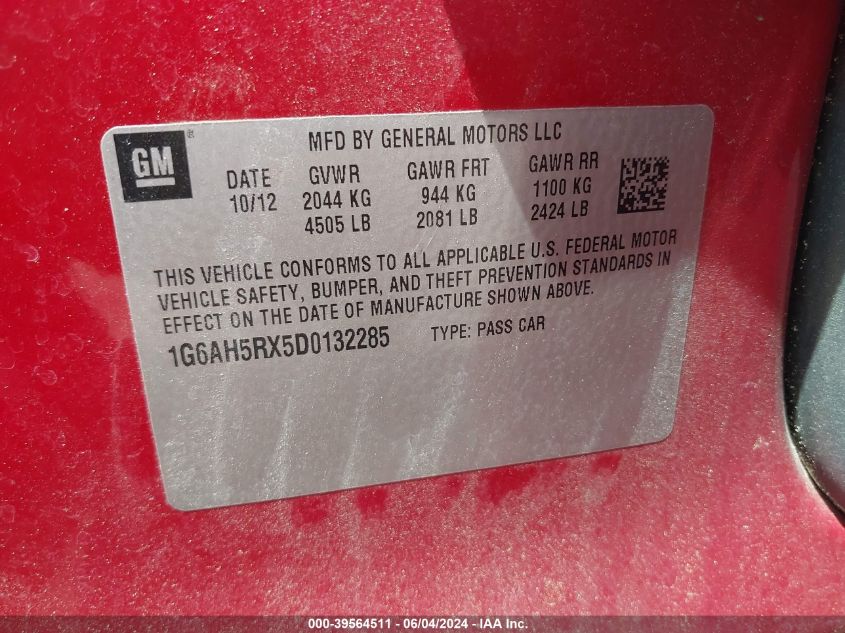 GM
MFD BY GENERAL MOTORS LLC
DATE GVWR GAWR FRT GAWR RR
10/12 2044 KG 944 KG 1100 KG
4505 LB 2081 LB 2424 LB
THIS VEHICLE CONFORMS TO ALL APPLICABLE U.S. FEDERAL MOTOR
VEHICLE SAFETY, BUMPER, AND THEFT PREVENTION STANDARDS IN
EFFECT ON THE DATE OF MANUFACTURE SHOWN ABOVE.
1G6AH5RX5D0132285 TYPE: PASS CAR
000-39564511 - 06/04/2024 - IAA Inc.